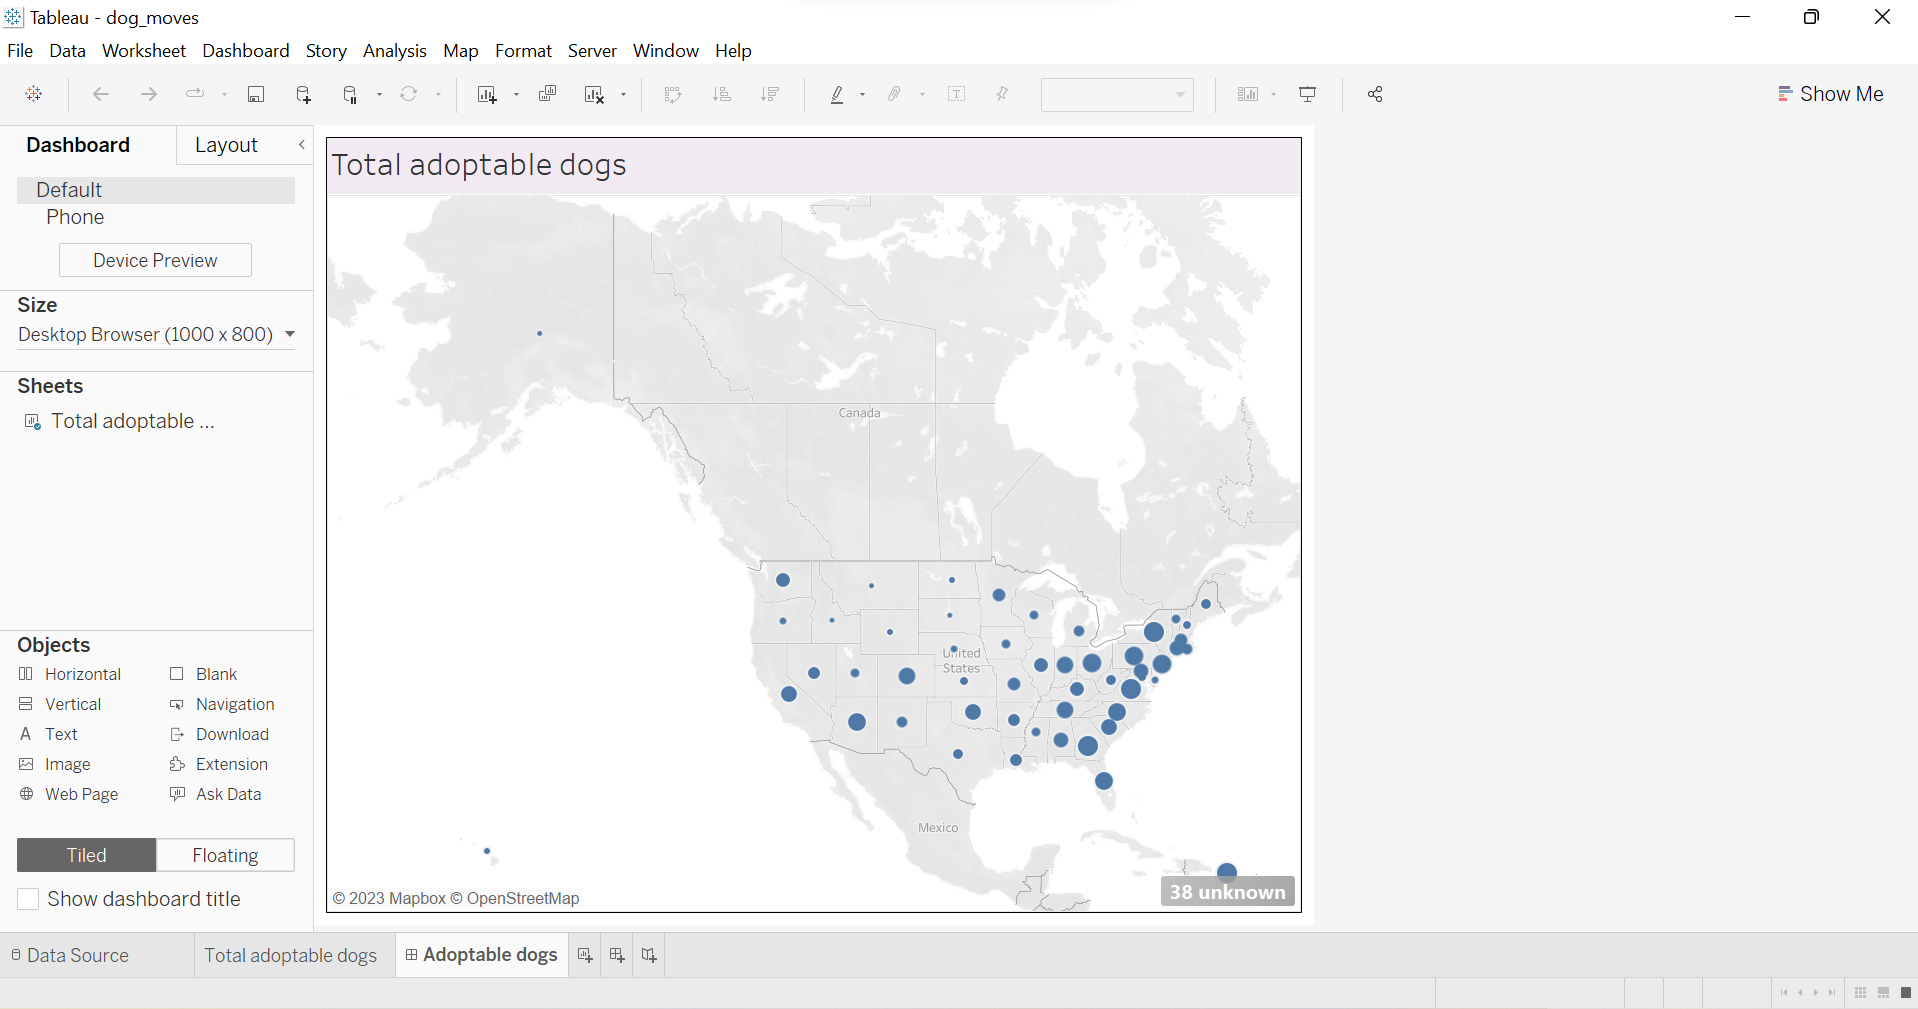 Tableau - dog_moves
File Data Worksheet Dashboard Story Analysis Map Format Server Window Help
Show Me
Dashboard
Layout
Default
Phone
Device Preview
Size
Desktop Browser (1000 x 800)
Sheets
Total adoptable ...
Objects
Horizontal
Blank
Vertical
Navigation
Text
Download
Image
Extension
Web Page
Ask Data
Tiled
Floating
Show dashboard title
Total adoptable dogs
Canada
United
States
Mexico
© 2023 Mapbox © OpenStreetMap
38 unknown
Data Source
Total adoptable dogs
Adoptable dogs